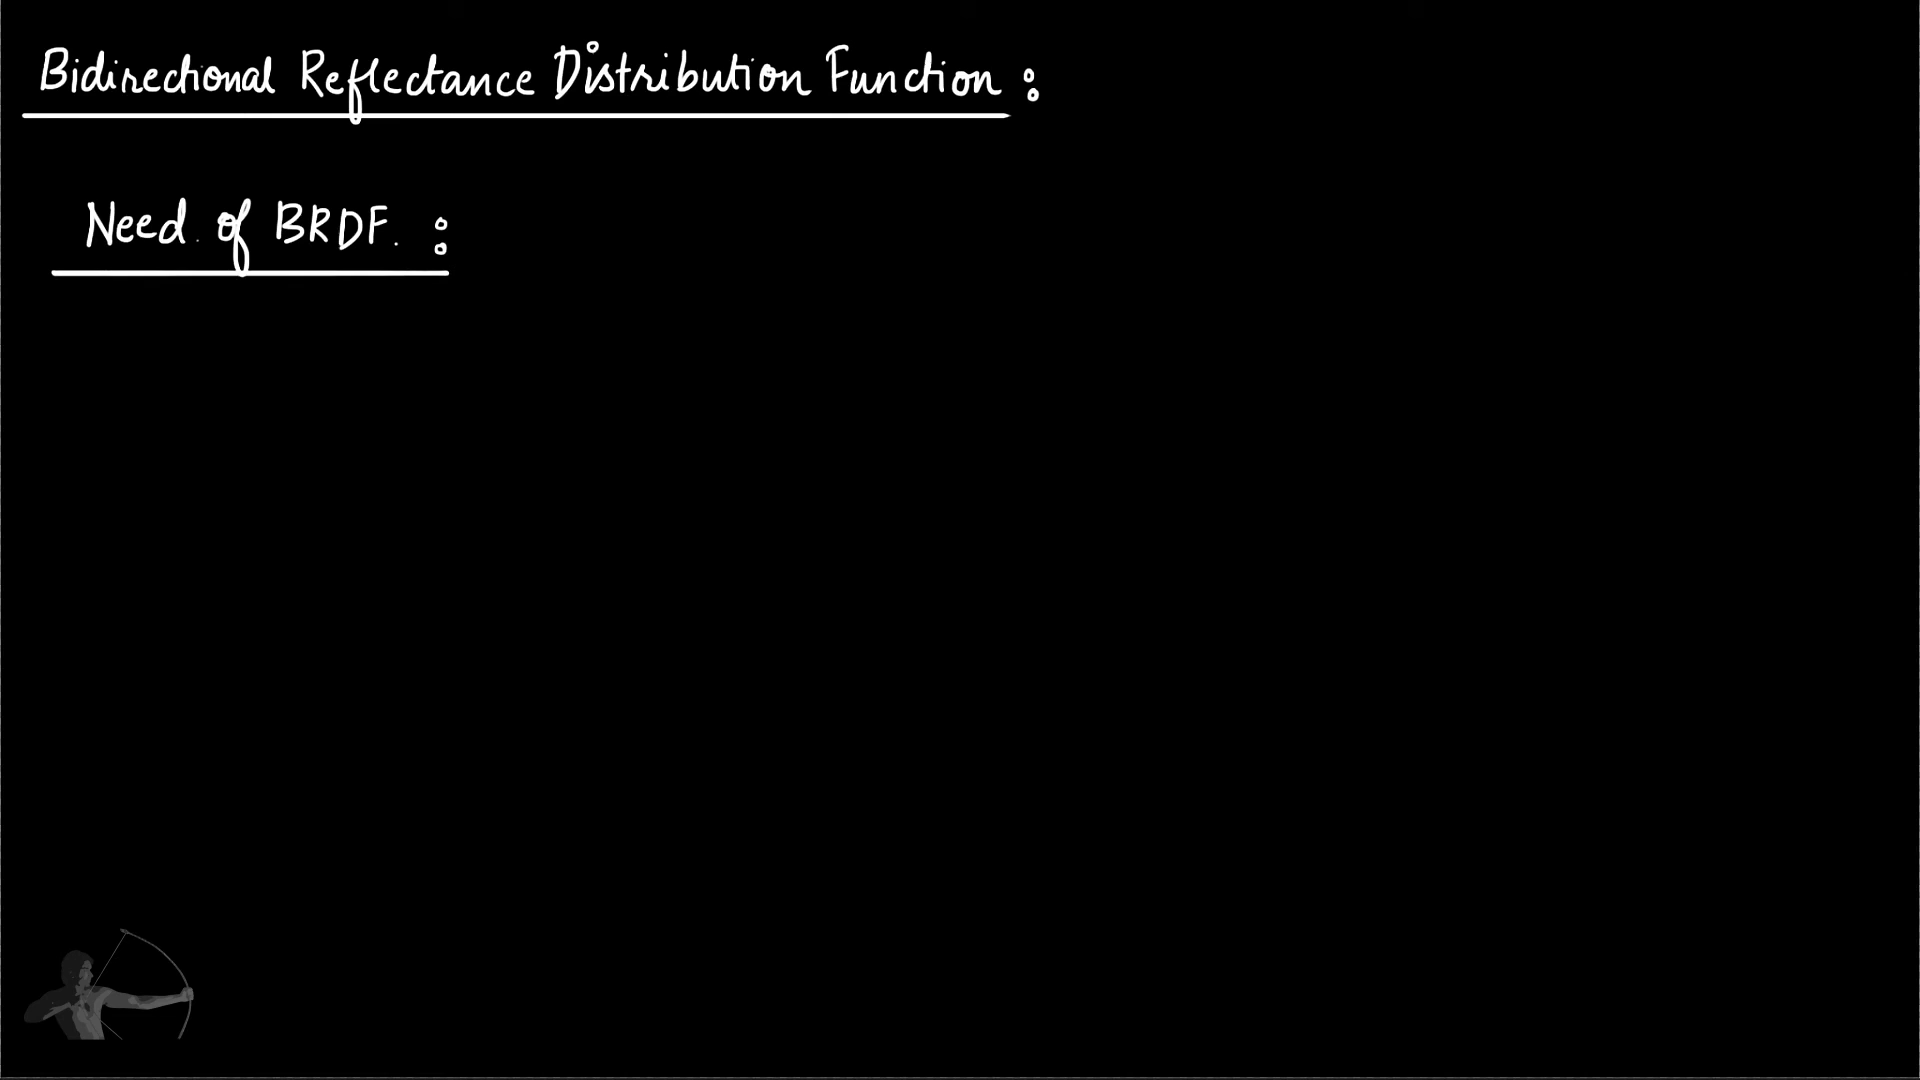 Bidirectional Reflectance Distribution Function :
Need of BRDF. :